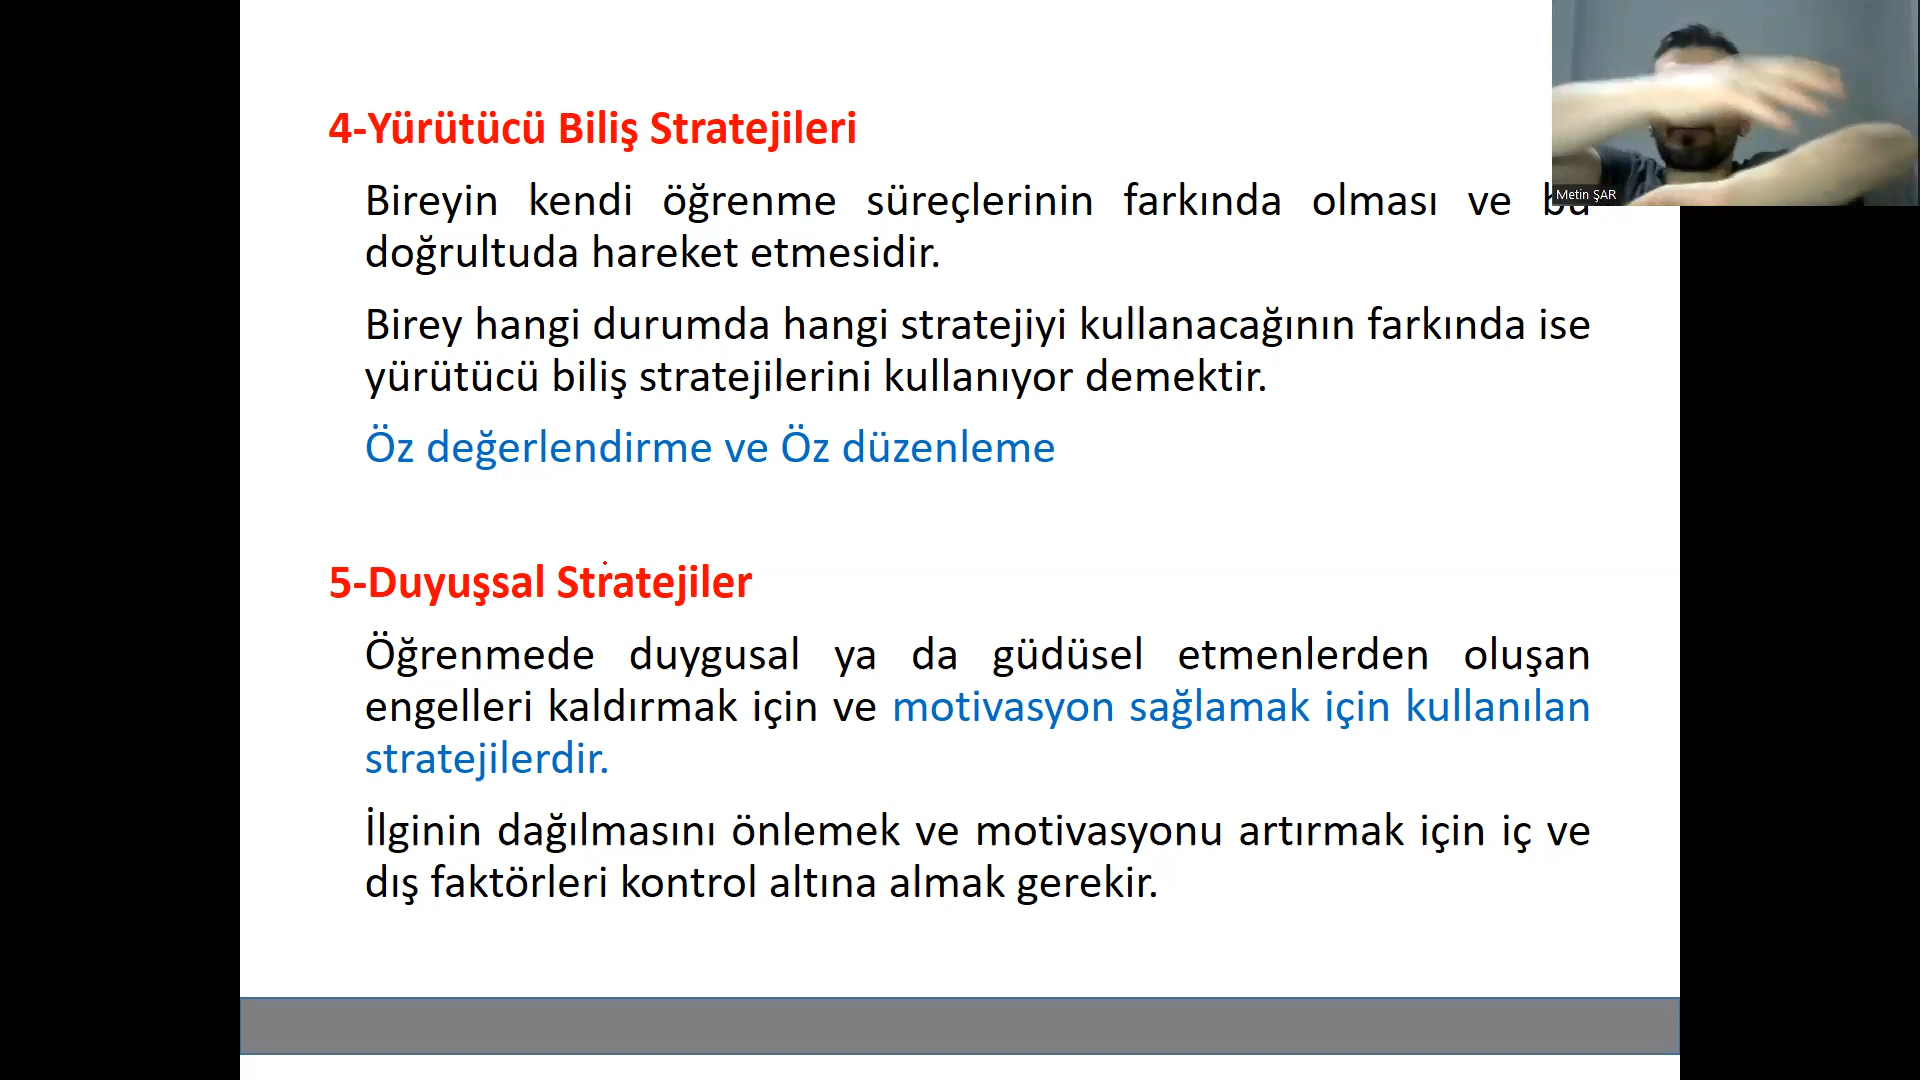 4-Yürütücü Biliş Stratejileri
Bireyin kendi öğrenme süreçlerinin farkında olması ve bu
doğrultuda hareket etmesidir.
Birey hangi durumda hangi stratejiyi kullanacağının farkında ise
yürütücü biliş stratejilerini kullanıyor demektir.
Öz değerlendirme ve Öz düzenleme
5-Duyuşsal Stratejiler
Öğrenmede duygusal ya da güdüsel etmenlerden oluşan
engelleri kaldırmak için ve motivasyon sağlamak için kullanılan
stratejilerdir.
İlginin dağılmasını önlemek ve motivasyonu artırmak için iç ve
dış faktörleri kontrol altına almak gerekir.
Metin ŞAR